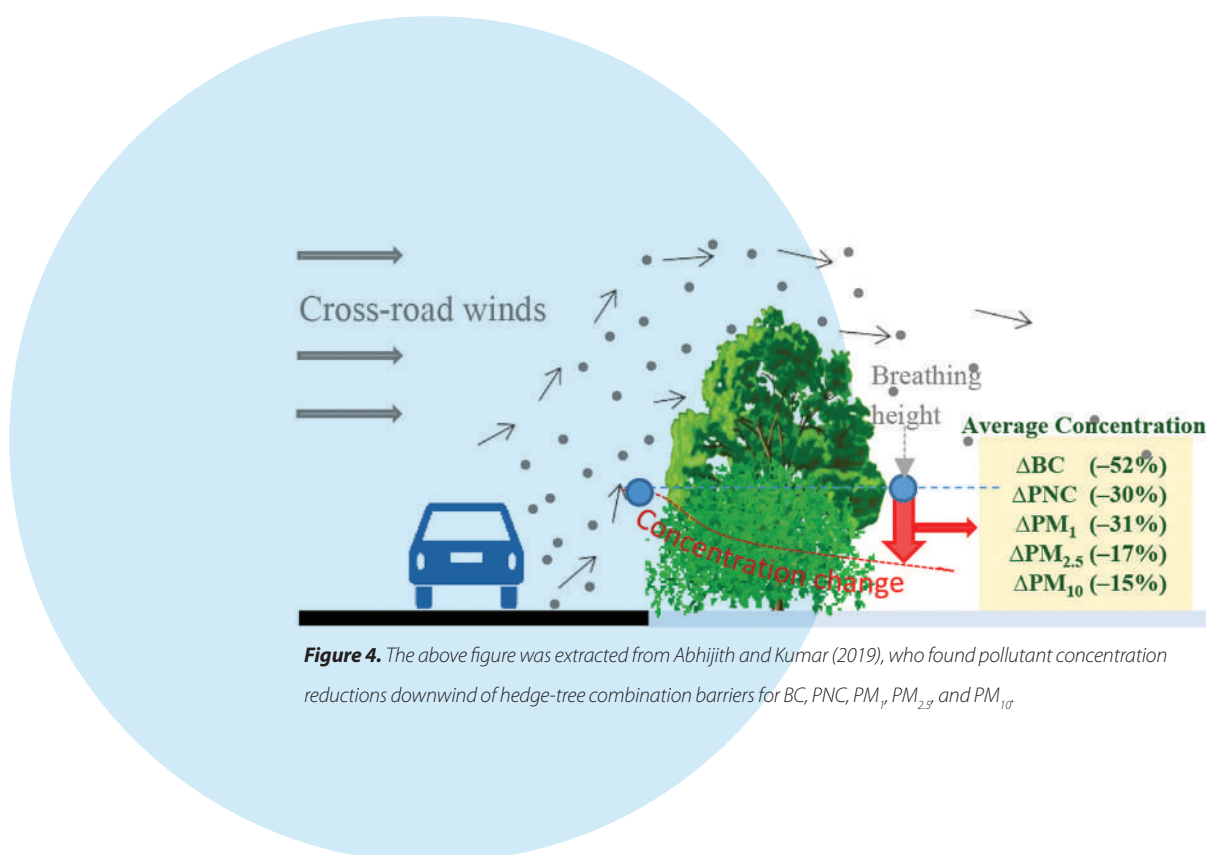 Cross-road winds
Breathing
height
Average Concentration
ΔBC (–52%)
ΔPNC (–30%)
ΔPM₁ (–31%)
ΔPM₂.₅ (–17%)
ΔPM₁₀ (–15%)
Concentration change
Figure 4. The above figure was extracted from Abhijith and Kumar (2019), who found pollutant concentration
reductions downwind of hedge-tree combination barriers for BC, PNC, PM₁, PM₂.₅, and PM₁₀.